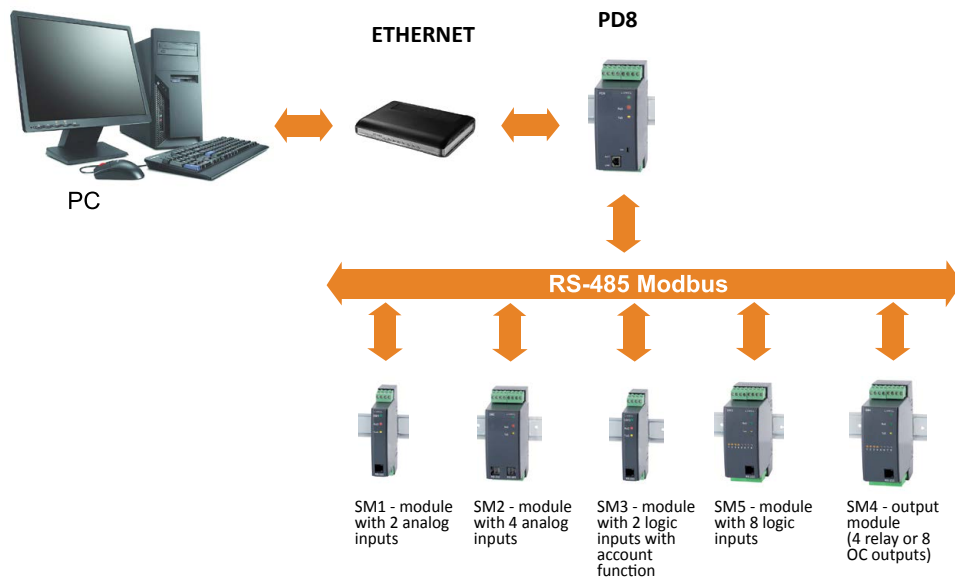 ETHERNET
PD8
PC
RS-485 Modbus
SM1 - module
with 2 analog
inputs
SM2 - module
with 4 analog
inputs
SM3 - module
with 2 logic
inputs with
account
function
SM5 - module
with 8 logic
inputs
SM4 - output
module
(4 relay or 8
OC outputs)